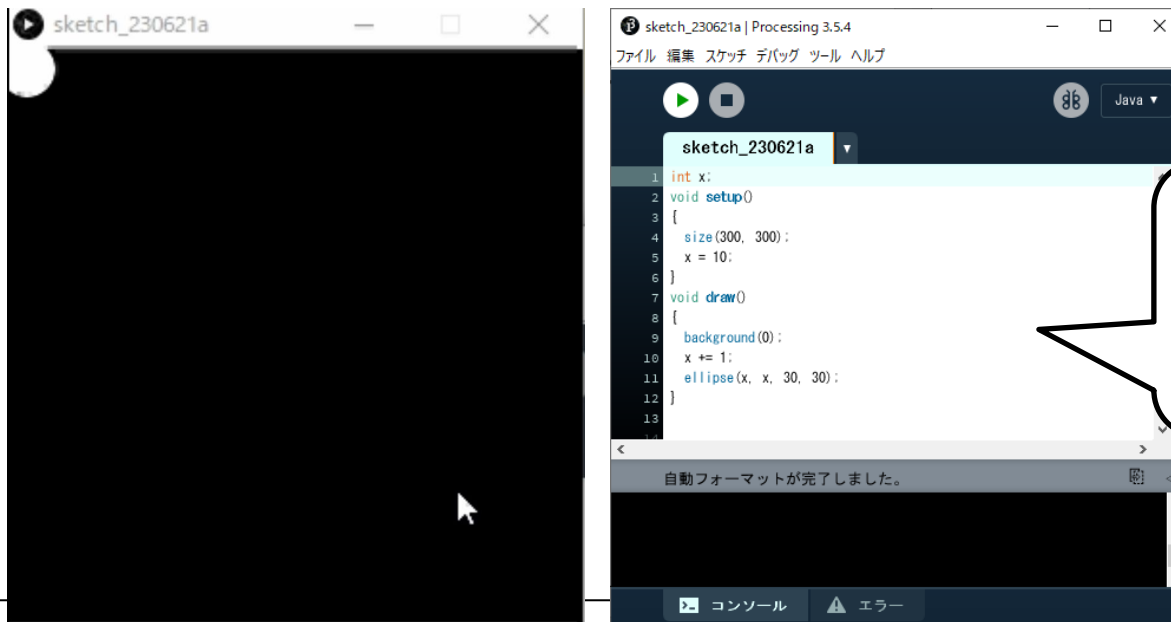 sketch_230621a
sketch_230621a | Processing 3.5.4
ファイル 編集 スケッチ デバッグ ツール ヘルプ
Java ▼
sketch_230621a ▼
1 int x;
2 void setup()
3 {
4 size(300, 300);
5 x = 10;
6 }
7 void draw()
8 {
9 background(0);
10 x += 1;
11 ellipse(x, x, 30, 30);
12 }
13
自動フォーマットが完了しました。
コンソール エラー